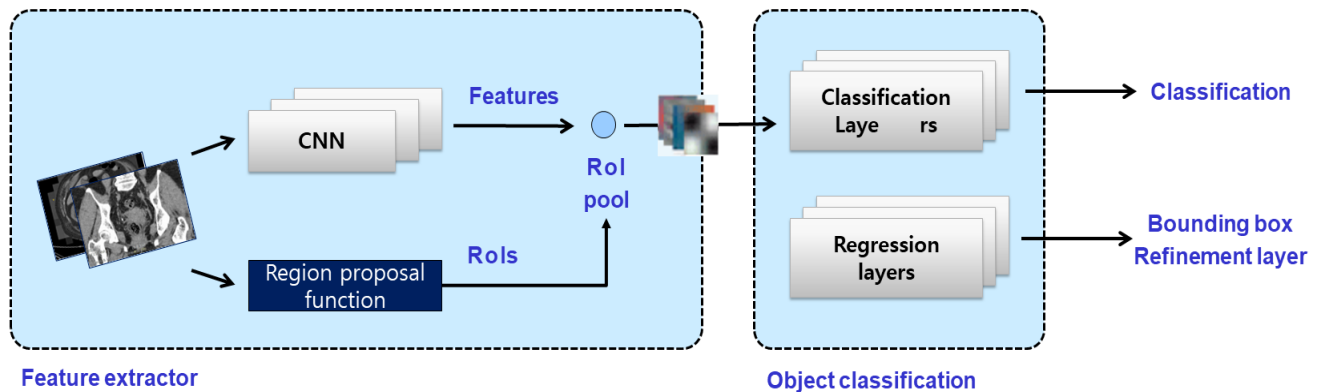 Features
CNN
RoI
pool
RoIs
Region proposal
function
Feature extractor
Classification
Laye rs
Regression
layers
Object classification
Classification
Bounding box
Refinement layer